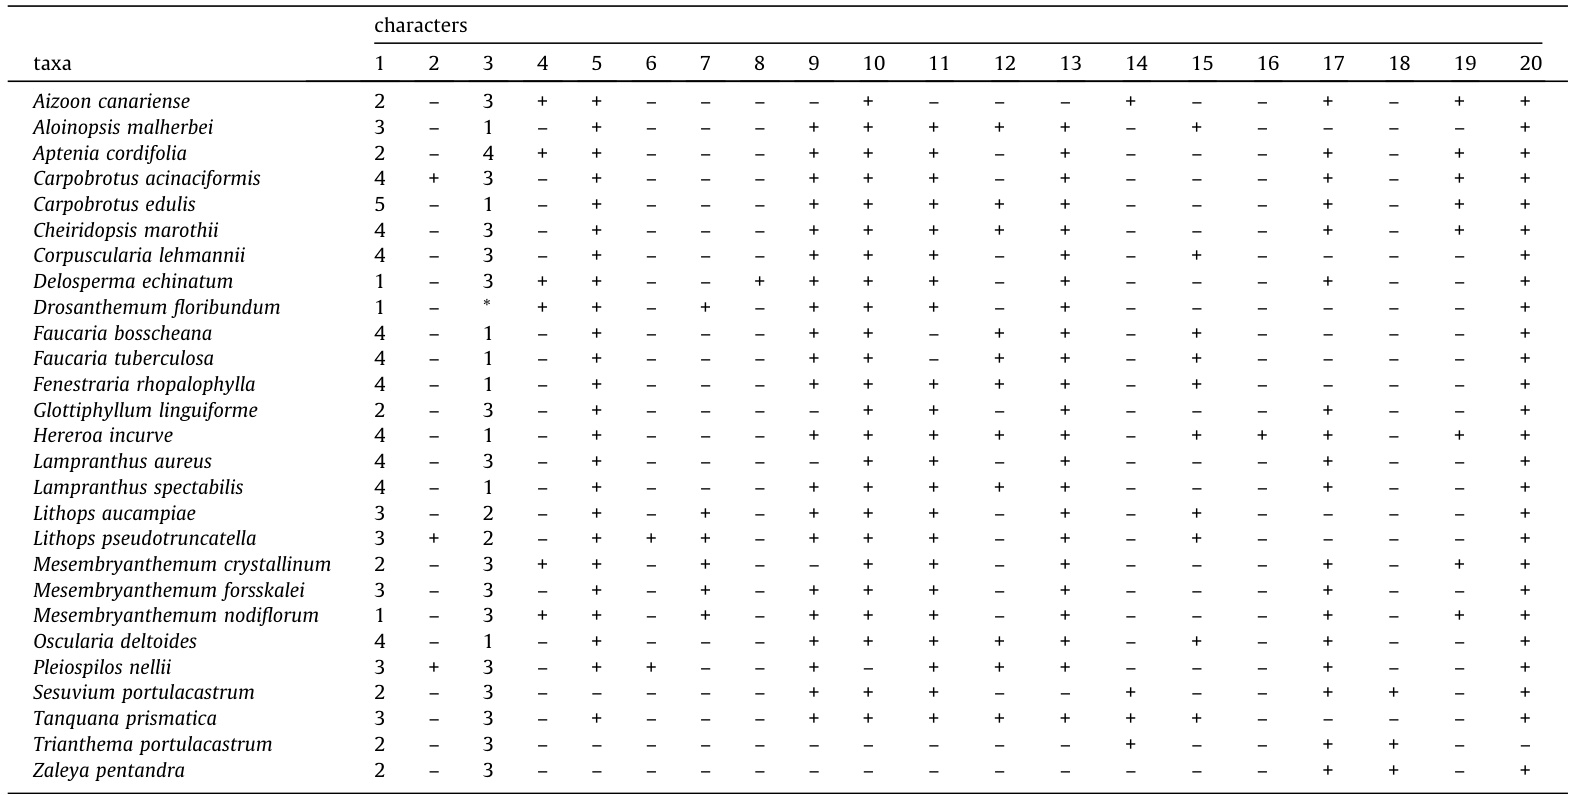 characters
taxa 1 2 3 4 5 6 7 8 9 10 11 12 13 14 15 16 17 18 19 20
Aizoon canariense 2 – 3 + + – – – – + – – – + – – + – + +
Aloinopsis malherbei 3 – 1 – + – – – + + + + + – + – – – – +
Aptenia cordifolia 2 – 4 + + – – – + + + – + – – – + – + +
Carpobrotus acinaciformis 4 + 3 – + – – – + + + – + – – – + – + +
Carpobrotus edulis 5 – 1 – + – – – + + + + + – – – + – + +
Cheiridopsis marothii 4 – 3 – + – – – + + + + + – – – + – + +
Corpuscularia lehmannii 4 – 3 – + – – – + + + – + – + – – – – +
Delosperma echinatum 1 – 3 + + – – + + + + – + – – – + – – +
Drosanthemum floribundum 1 – * + + – + – + + + – + – – – – – – +
Faucaria bosscheana 4 – 1 – + – – – + + – + + – + – – – – +
Faucaria tuberculosa 4 – 1 – + – – – + + – + + – + – – – – +
Fenestraria rhopalophylla 4 – 1 – + – – – + + + + + – + – – – – +
Glottiphyllum linguiforme 2 – 3 – + – – – – + + – + – – – + – – +
Hereroa incurve 4 – 1 – + – – – + + + + + – + + + – + +
Lampranthus aureus 4 – 3 – + – – – – + + – + – – – + – – +
Lampranthus spectabilis 4 – 1 – + – – – + + + + + – – – + – – +
Lithops aucampiae 3 – 2 – + – + – + + + – + – + – – – – +
Lithops pseudotruncatella 3 + 2 – + + + – + + + – + – + – – – – +
Mesembryanthemum crystallinum 2 – 3 + + – + – – + + – + – – – + – + +
Mesembryanthemum forsskalei 3 – 3 – + – + – + + + – + – – – + – – +
Mesembryanthemum nodiflorum 1 – 3 + + – + – + + + – + – – – + – + +
Oscularia deltoides 4 – 1 – + – – – + + + + + – + – + – – +
Pleiospilos nellii 3 + 3 – + + – – + – + + + – – – + – – +
Sesuvium portulacastrum 2 – 3 – – – – – + + + – – + – – + + – +
Tanquana prismatica 3 – 3 – + – – – + + + + + + + – – – – +
Trianthema portulacastrum 2 – 3 – – – – – – – – – – + – – + + – –
Zaleya pentandra 2 – 3 – – – – – – – – – – – – – + + – +